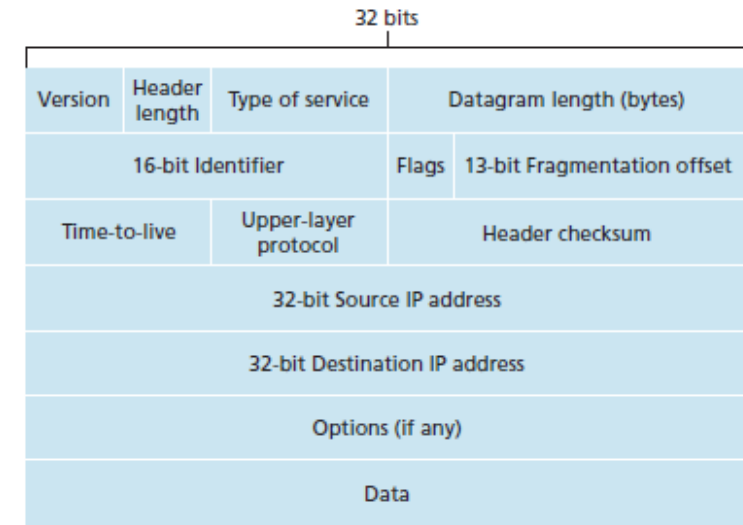 32 bits
Version
Header
length
Type of service
Datagram length (bytes)
16-bit Identifier
Flags
13-bit Fragmentation offset
Time-to-live
Upper-layer
protocol
Header checksum
32-bit Source IP address
32-bit Destination IP address
Options (if any)
Data